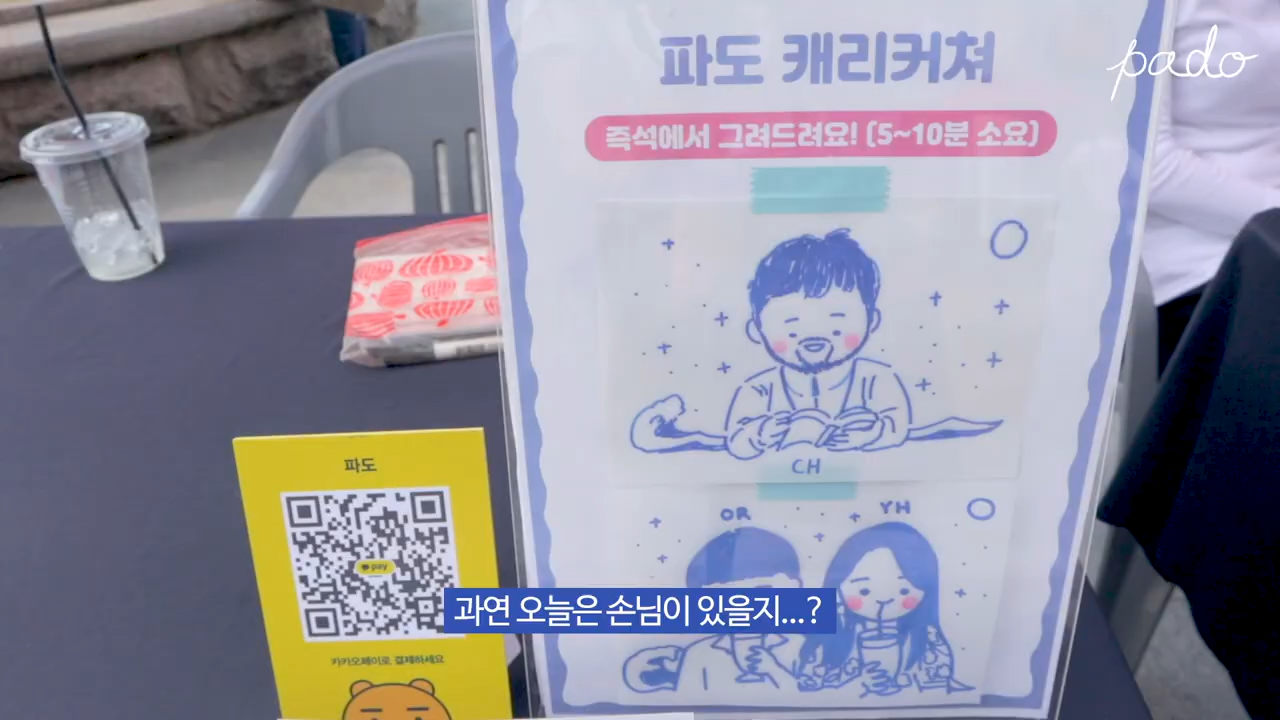 파도 캐리커쳐
pado
즉석에서 그려드려요! (5~10분 소요)
CH
OR YH
파도
pay
카카오페이로 결제하세요
과연 오늘은 손님이 있을지...?